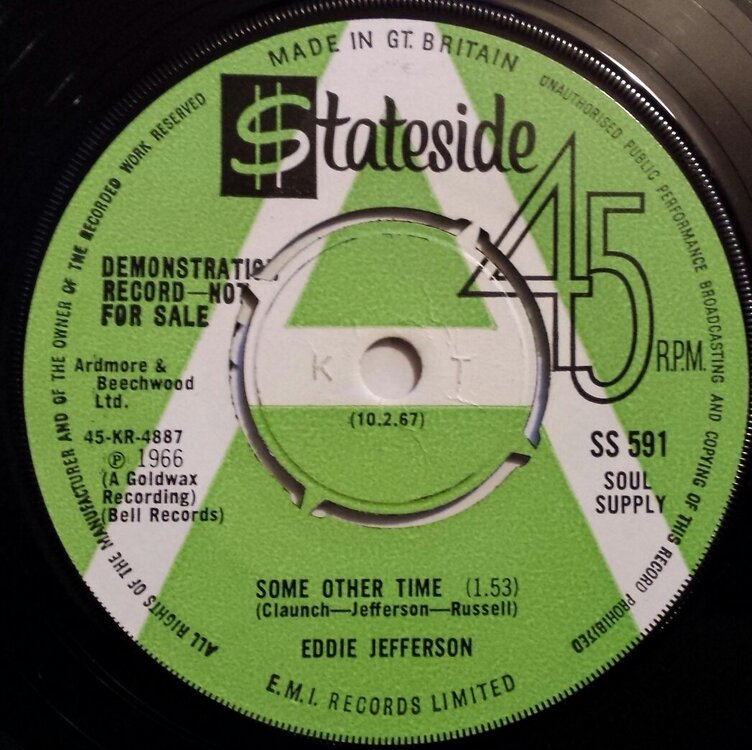 MADE IN GT. BRITAIN
UNAUTHORISED PUBLIC PERFORMANCE BROADCASTING AND COPYING OF THIS RECORD PROHIBITED
ALL RIGHTS OF THE MANUFACTURER AND OF THE OWNER OF THE RECORDED WORK RESERVED
$tateside
45
R.P.M.
DEMONSTRATIO
RECORD—NOT
FOR SALE
A
Ardmore &
Beechwood
Ltd.
K T
(10.2.67)
45-KR-4887
Ⓟ 1966
(A Goldwax
Recording)
(Bell Records)
SS 591
SOUL
SUPPLY
SOME OTHER TIME (1.53)
(Claunch—Jefferson—Russell)
EDDIE JEFFERSON
E.M.I. RECORDS LIMITED